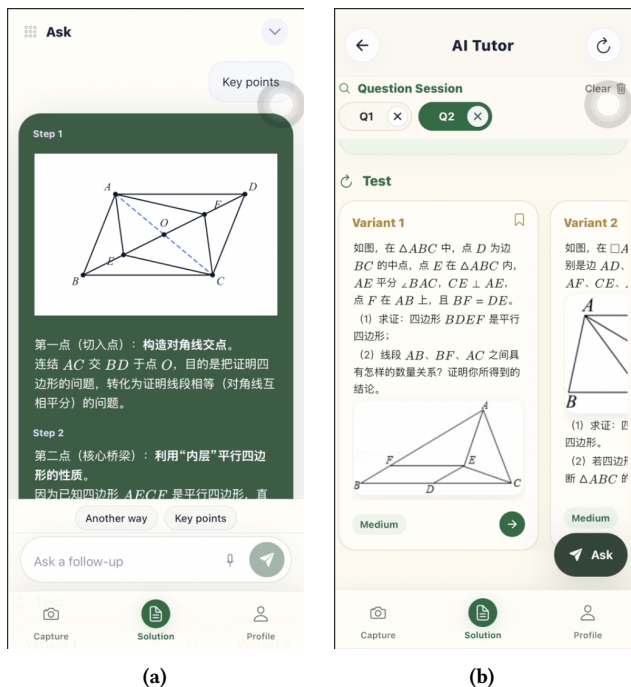 Ask
Key points
Step 1
A
D
F
O
E
B
C
第一点（切入点）：构造对角线交点。
连结 AC 交 BD 于点 O，目的是把证明四
边形的问题，转化为证明线段相等（对角线互
相平分）的问题。
Step 2
第二点（核心桥梁）：利用“内层”平行四边
形的性质。
因为已知四边形 AECF 是平行四边形，直
Another way
Key points
Ask a follow-up
Capture
Solution
Profile
(a)
AI Tutor
Question Session
Clear
Q1
Q2
Test
Variant 1
如图，在 △ABC 中，点 D 为边
BC 的中点，点 E 在 △ABC 内，
AE 平分 ∠BAC，CE ⊥ AE，
点 F 在 AB 上，且 BF = DE。
（1）求证：四边形 BDEF 是平行
四边形；
（2）线段 AB、BF、AC 之间具
有怎样的数量关系？证明你所得到的
结论。
A
F
E
B
D
C
Medium
Variant 2
如图，在 □A
别是边 AD、
AF、CE、
A
B
（1）求证：四
四边形。
（2）若四边形
断 △ABC 的
Medium
Ask
Capture
Solution
Profile
(b)